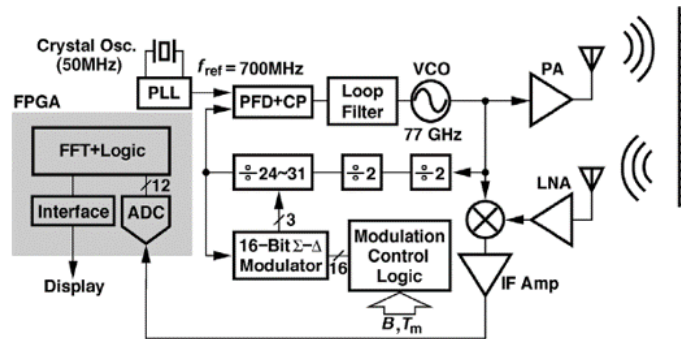 Crystal Osc.
(50MHz)
PLL
fref = 700MHz
PFD+CP
Loop
Filter
VCO
77 GHz
PA
FPGA
FFT+Logic
12
Interface
ADC
Display
÷24~31
÷2
÷2
LNA
3
16-Bit Σ-Δ
Modulator
16
Modulation
Control
Logic
B,Tm
IF Amp